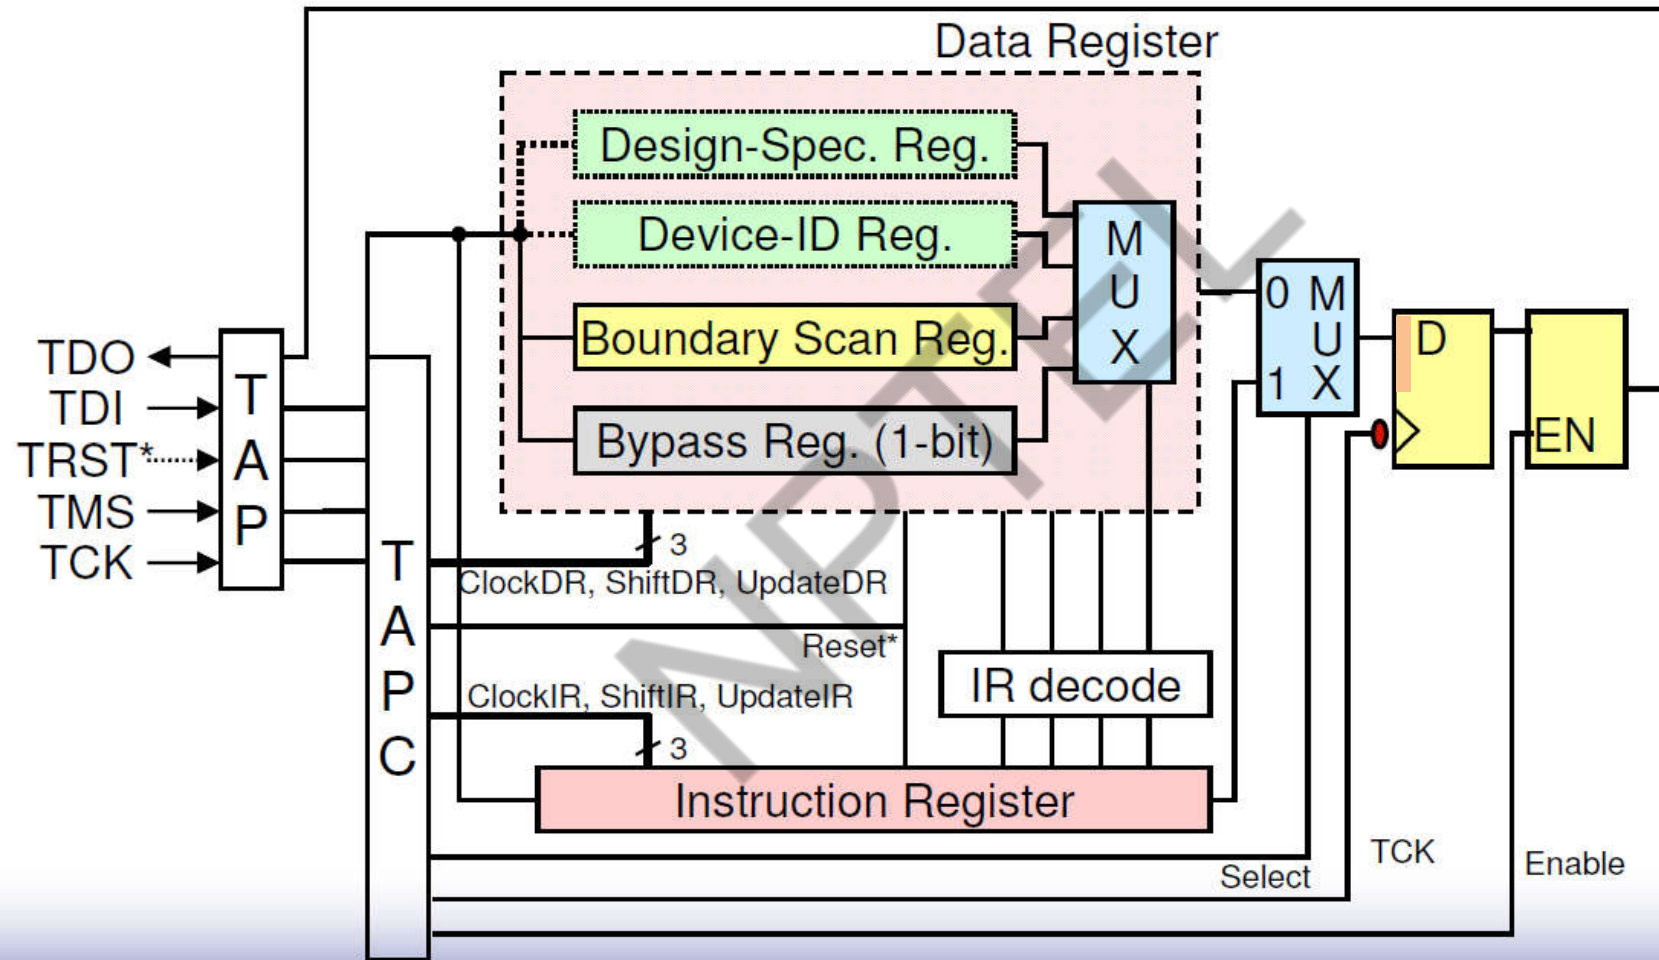 Data Register
Design-Spec. Reg.
Device-ID Reg.
Boundary Scan Reg.
Bypass Reg. (1-bit)
M
U
X
0 M
U
1 X
D
EN
TDO
TDI
TRST*
TMS
TCK
T
A
P
T
A
P
C
3
ClockDR, ShiftDR, UpdateDR
Reset*
ClockIR, ShiftIR, UpdateIR
3
IR decode
Instruction Register
Select
TCK
Enable
NPTEL